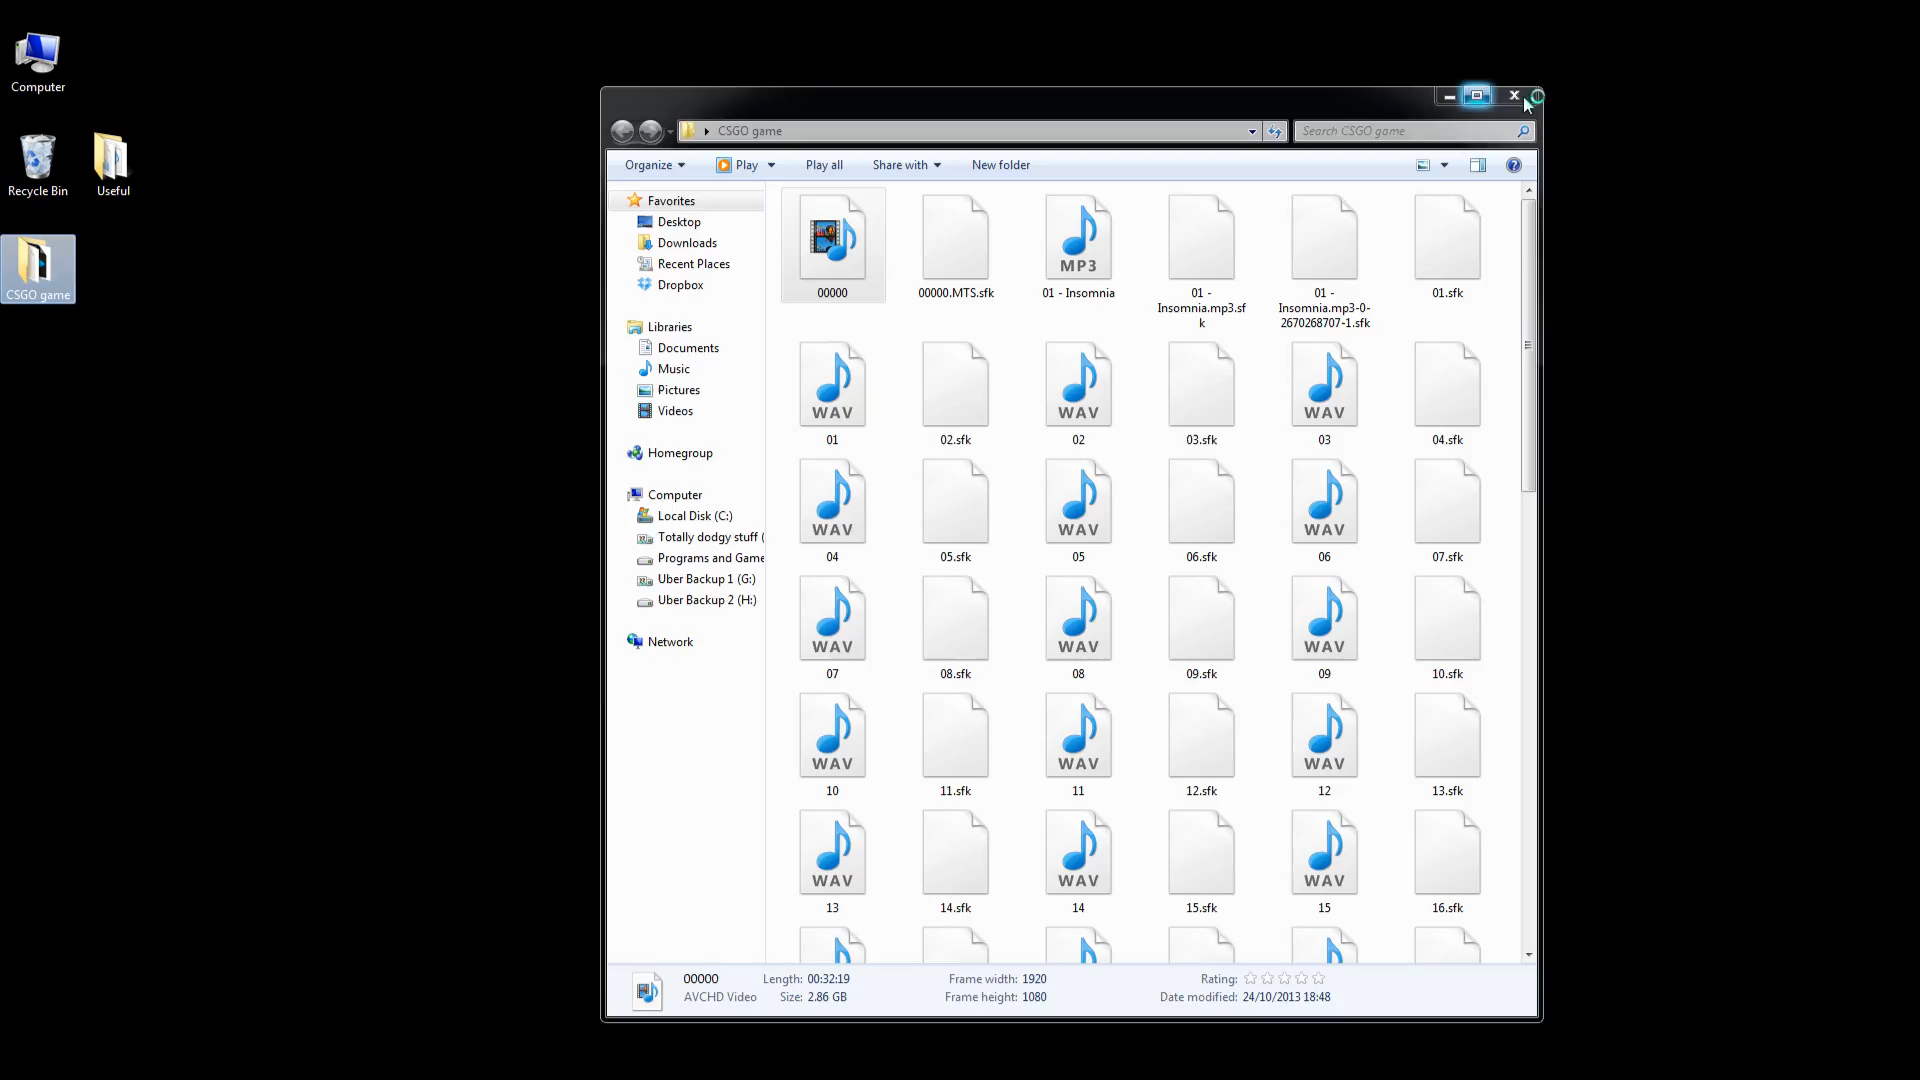 Computer
Recycle Bin
Useful
CSGO game
CSGO game
Search CSGO game
Organize
Play
Play all
Share with
New folder
Favorites
Desktop
Downloads
Recent Places
Dropbox
Libraries
Documents
Music
Pictures
Videos
Homegroup
Computer
Local Disk (C:)
Totally dodgy stuff (
Programs and Game
Uber Backup 1 (G:)
Uber Backup 2 (H:)
Network
MP3
00000
00000.MTS.sfk
01 - Insomnia
01 -
Insomnia.mp3.sf
k
01 -
Insomnia.mp3-0-
2670268707-1.sfk
01.sfk
WAV
WAV
WAV
01
02.sfk
02
03.sfk
03
04.sfk
WAV
WAV
WAV
04
05.sfk
05
06.sfk
06
07.sfk
WAV
WAV
WAV
07
08.sfk
08
09.sfk
09
10.sfk
WAV
WAV
WAV
10
11.sfk
11
12.sfk
12
13.sfk
WAV
WAV
WAV
13
14.sfk
14
15.sfk
15
16.sfk
00000
Length: 00:32:19
Frame width: 1920
Rating:
AVCHD Video
Size: 2.86 GB
Frame height: 1080
Date modified: 24/10/2013 18:48